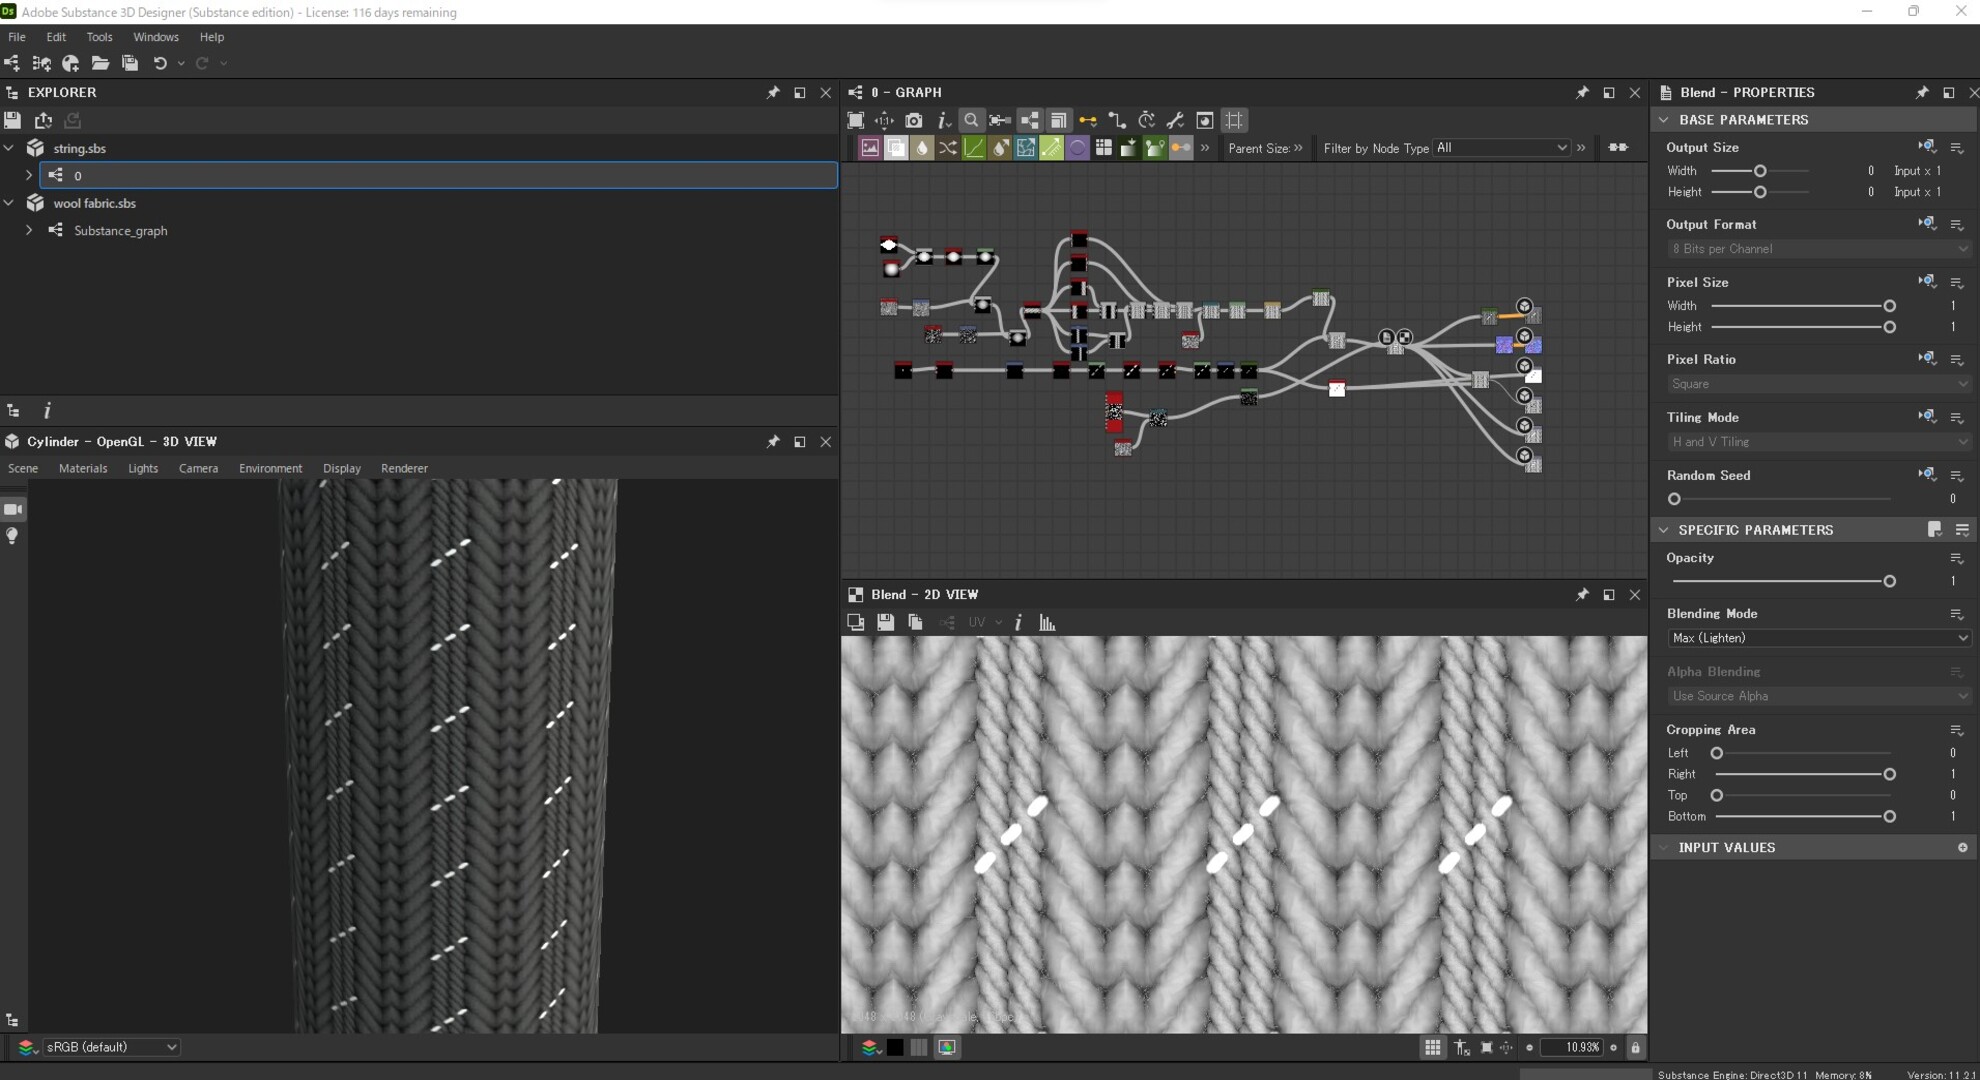 Ds Adobe Substance 3D Designer (Substance edition) - License: 116 days remaining
File Edit Tools Windows Help
EXPLORER
string.sbs
0
wool fabric.sbs
Substance_graph
Cylinder - OpenGL - 3D VIEW
Scene Materials Lights Camera Environment Display Renderer
sRGB (default)
0 - GRAPH
Parent Size: Filter by Node Type All
Blend - 2D VIEW
UV
10.93%
Blend - PROPERTIES
BASE PARAMETERS
Output Size
Width 0 Input x 1
Height 0 Input x 1
Output Format
8 Bits per Channel
Pixel Size
Width 1
Height 1
Pixel Ratio
Square
Tiling Mode
H and V Tiling
Random Seed
0
SPECIFIC PARAMETERS
Opacity
1
Blending Mode
Max (Lighten)
Alpha Blending
Use Source Alpha
Cropping Area
Left 0
Right 1
Top 0
Bottom 1
INPUT VALUES
Substance Engine: Direct3D 11 Memory: 8% Version: 11.2.1